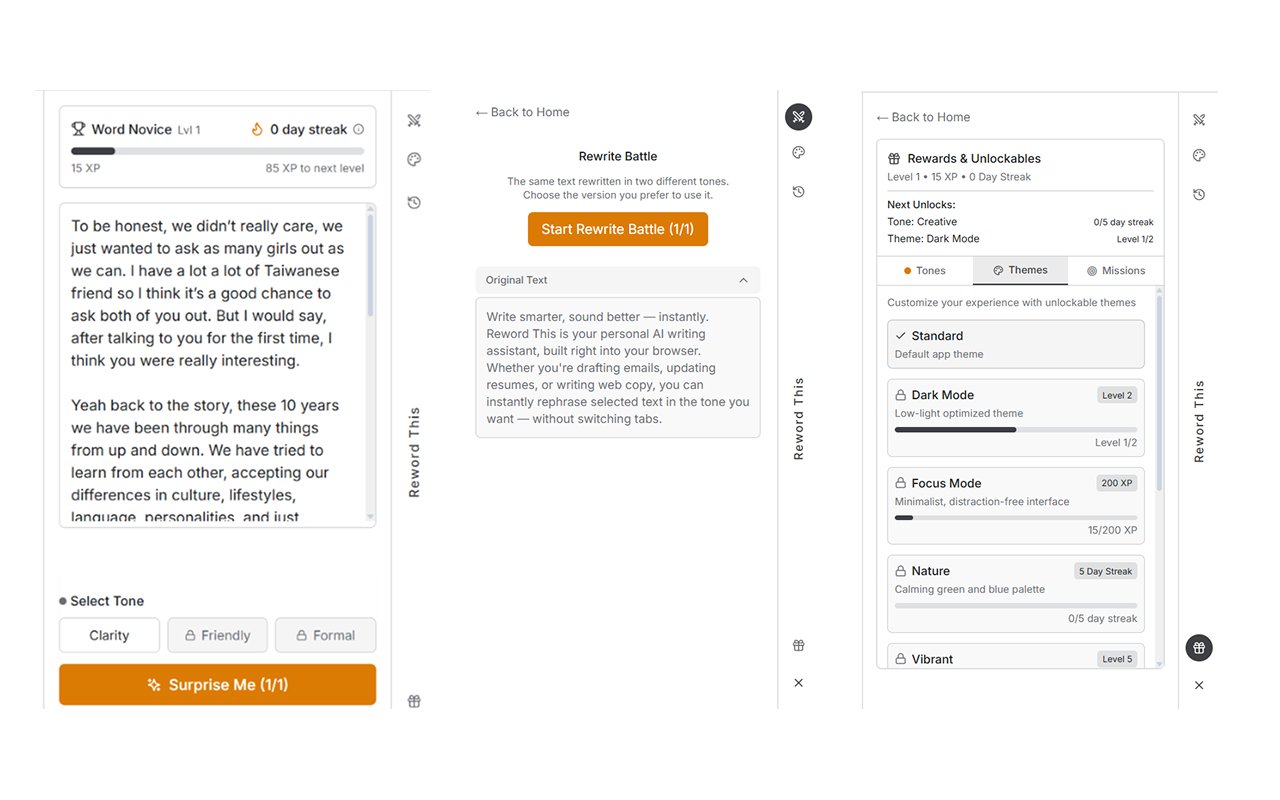 Word Novice Lvl 1
0 day streak
15 XP
85 XP to next level
To be honest, we didn't really care, we
just wanted to ask as many girls out as
we can. I have a lot a lot of Taiwanese
friend so I think it's a good chance to
ask both of you out. But I would say,
after talking to you for the first time, I
think you were really interesting.
Yeah back to the story, these 10 years
we have been through many things
from up and down. We have tried to
learn from each other, accepting our
differences in culture, lifestyles,
language, personalities, and just
Select Tone
Clarity
Friendly
Formal
Surprise Me (1/1)
Reword This
← Back to Home
Rewrite Battle
The same text rewritten in two different tones.
Choose the version you prefer to use it.
Start Rewrite Battle (1/1)
Original Text
Write smarter, sound better — instantly.
Reword This is your personal AI writing
assistant, built right into your browser.
Whether you're drafting emails, updating
resumes, or writing web copy, you can
instantly rephrase selected text in the tone you
want — without switching tabs.
Reword This
← Back to Home
Rewards & Unlockables
Level 1 • 15 XP • 0 Day Streak
Next Unlocks:
Tone: Creative 0/5 day streak
Theme: Dark Mode Level 1/2
Tones
Themes
Missions
Customize your experience with unlockable themes
Standard
Default app theme
Dark Mode Level 2
Low-light optimized theme
Level 1/2
Focus Mode 200 XP
Minimalist, distraction-free interface
15/200 XP
Nature 5 Day Streak
Calming green and blue palette
0/5 day streak
Vibrant Level 5
Reword This